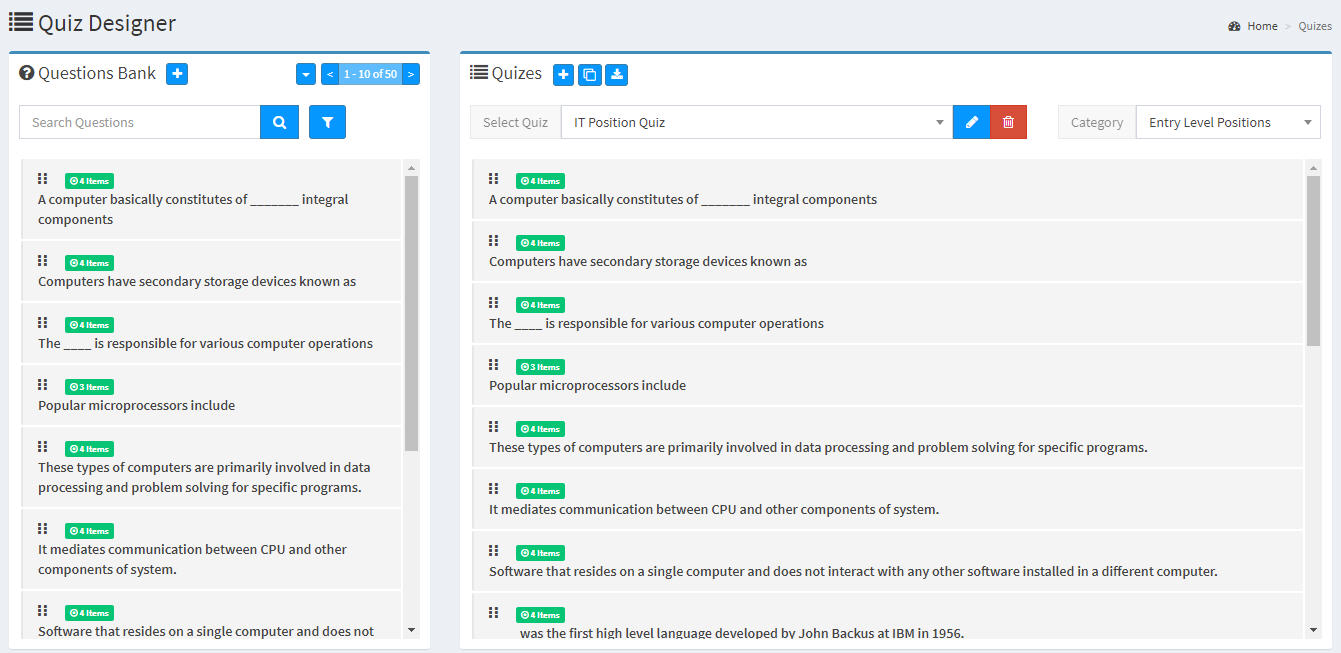 Quiz Designer
Home > Quizes
Questions Bank
< 1 - 10 of 50 >
Search Questions
4 Items
A computer basically constitutes of _______ integral
components
4 Items
Computers have secondary storage devices known as
4 Items
The ____ is responsible for various computer operations
3 Items
Popular microprocessors include
4 Items
These types of computers are primarily involved in data
processing and problem solving for specific programs.
4 Items
It mediates communication between CPU and other
components of system.
4 Items
Software that resides on a single computer and does not
Quizes
Select Quiz
IT Position Quiz
Category
Entry Level Positions
4 Items
A computer basically constitutes of _______ integral components
4 Items
Computers have secondary storage devices known as
4 Items
The ____ is responsible for various computer operations
3 Items
Popular microprocessors include
4 Items
These types of computers are primarily involved in data processing and problem solving for specific programs.
4 Items
It mediates communication between CPU and other components of system.
4 Items
Software that resides on a single computer and does not interact with any other software installed in a different computer.
4 Items
was the first high level language developed by John Backus at IBM in 1956.